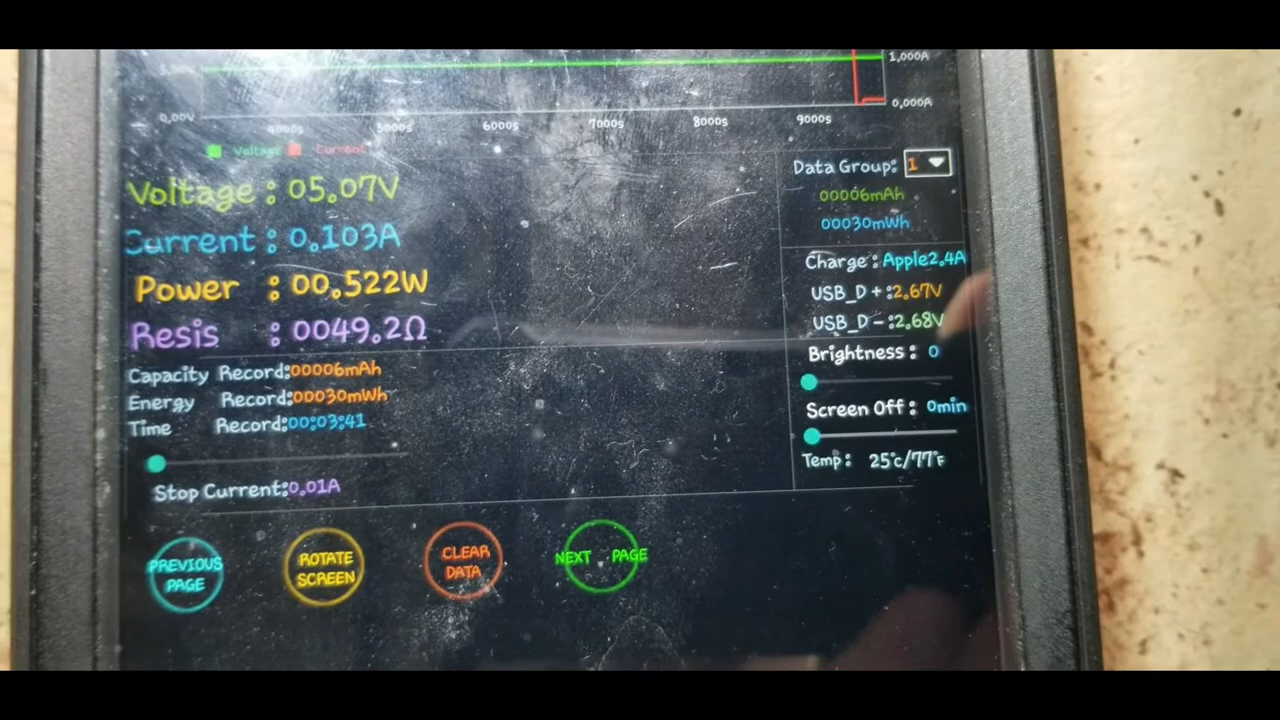 1,000A
0,00V
0,000A
4000s 5000s 6000s 7000s 8000s 9000s
Voltage Current
Data Group: 1
00006mAh
00030mWh
Voltage : 05.07V
Current : 0.103A
Power : 00.522W
Resis : 0049.2Ω
Charge : Apple2.4A
USB_D + :2.67V
USB_D - :2.68V
Brightness : 0
Capacity Record:00006mAh
Energy Record:00030mWh
Time Record:00:03:41
Screen Off : 0min
Temp : 25℃/77℉
Stop Current:0.01A
PREVIOUS PAGE
ROTATE SCREEN
CLEAR DATA
NEXT PAGE